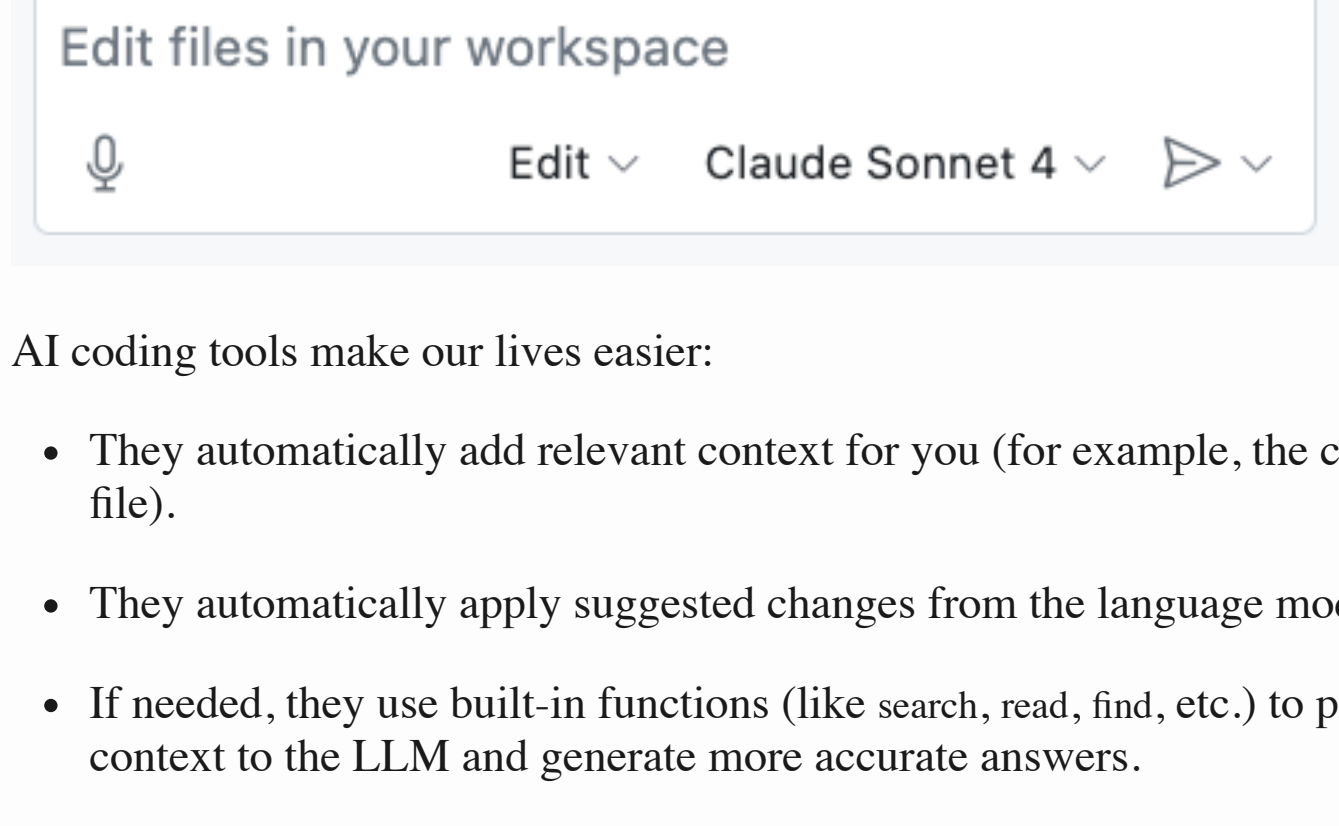 Edit files in your workspace
Edit Claude Sonnet 4
AI coding tools make our lives easier:
• They automatically add relevant context for you (for example, the
file).
• They automatically apply suggested changes from the language
• If needed, they use built-in functions (like search, read, find, etc.) to
context to the LLM and generate more accurate answers.